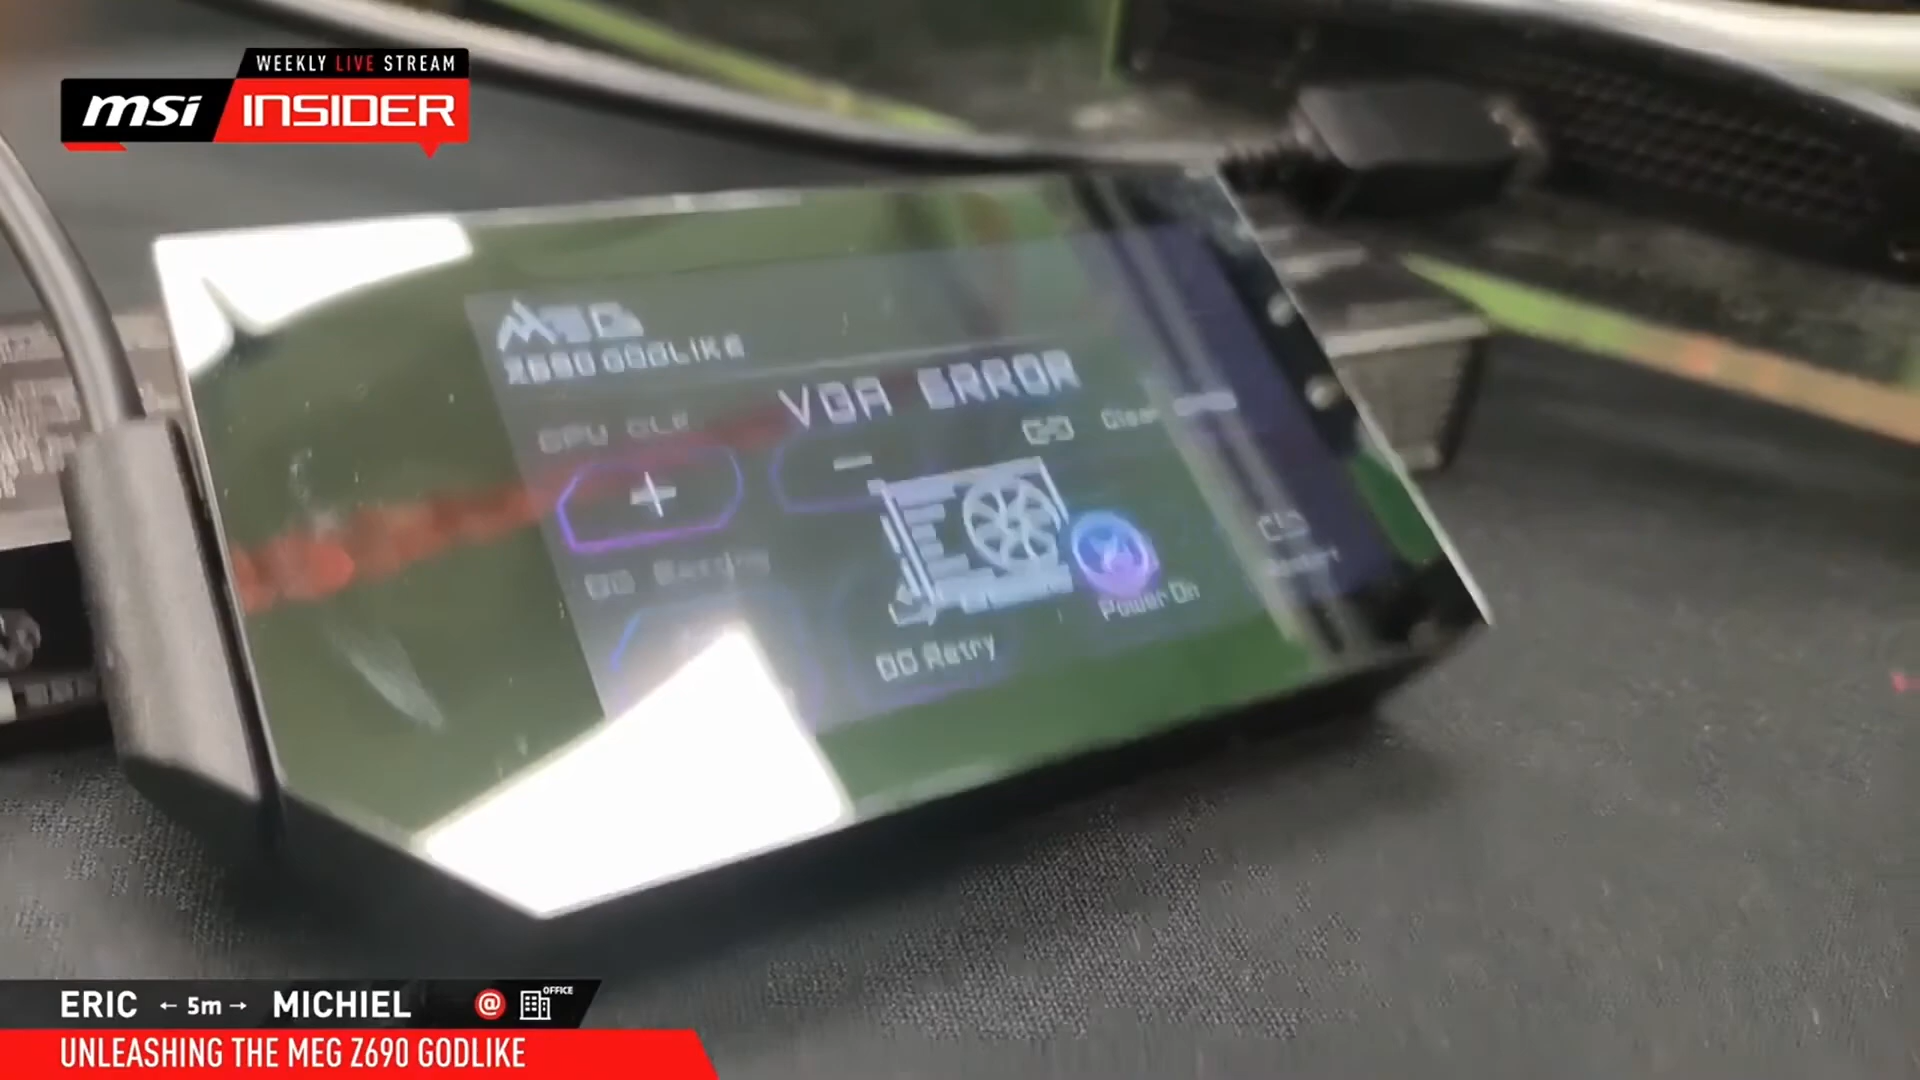 WEEKLY LIVE STREAM
msi INSIDER
MEG
Z690 GODLIKE
VGA ERROR
CPU CLK
Clear
OC Retry
Power On
ERIC ← 5m → MICHIEL @ OFFICE
UNLEASHING THE MEG Z690 GODLIKE